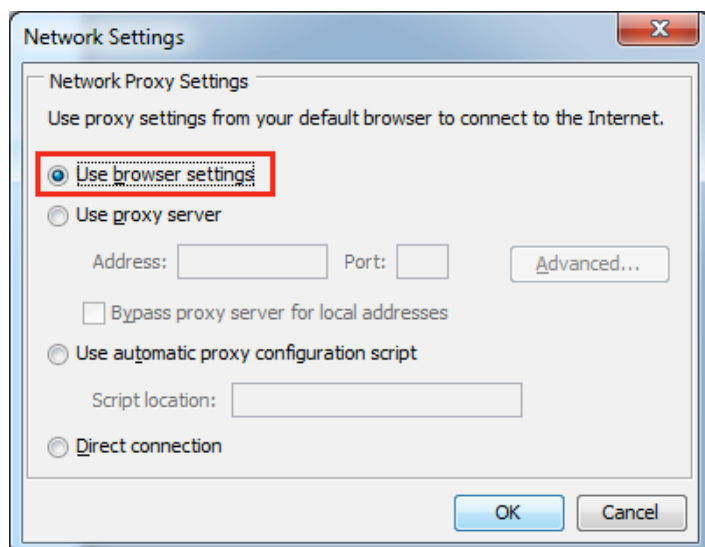 Network Settings
Network Proxy Settings
Use proxy settings from your default browser to connect to the Internet.
Use browser settings
Use proxy server
Address: Port: Advanced...
Bypass proxy server for local addresses
Use automatic proxy configuration script
Script location:
Direct connection
OK Cancel